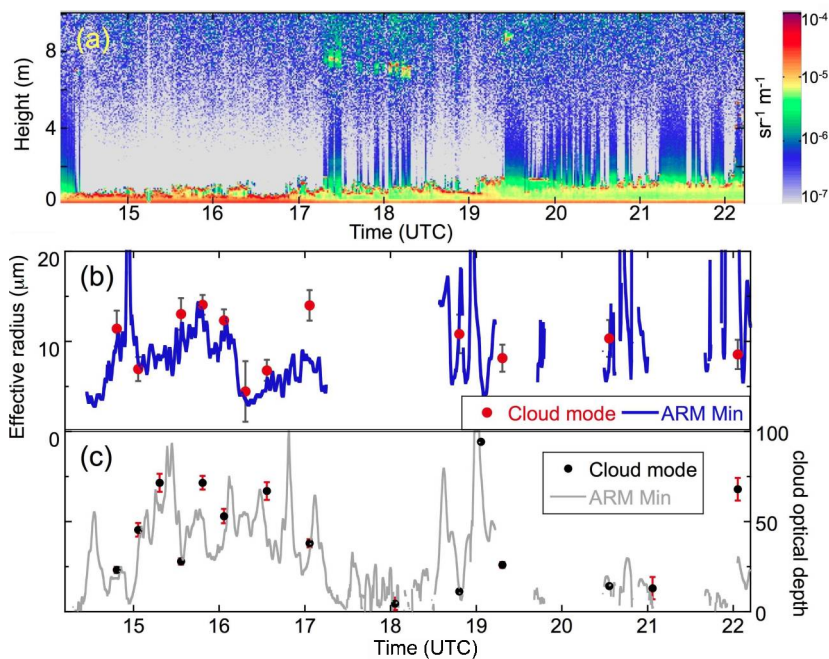 (a)
Height (m)
8
4
0
15 16 17 18 19 20 21 22
Time (UTC)
10-4
10-5
10-6
10-7
sr-1 m-1
(b)
Effective radius (μm)
20
10
0
Cloud mode ARM Min
(c)
Cloud mode
ARM Min
100
50
0
cloud optical depth
15 16 17 18 19 20 21 22
Time (UTC)